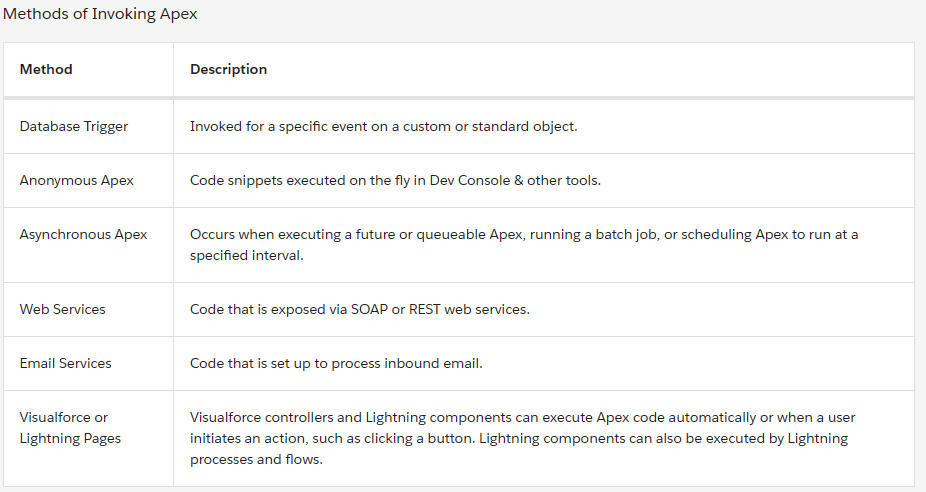 Methods of Invoking Apex
Method Description
Database Trigger Invoked for a specific event on a custom or standard object.
Anonymous Apex Code snippets executed on the fly in Dev Console & other tools.
Asynchronous Apex Occurs when executing a future or queueable Apex, running a batch job, or scheduling Apex to run at a
specified interval.
Web Services Code that is exposed via SOAP or REST web services.
Email Services Code that is set up to process inbound email.
Visualforce or Visualforce controllers and Lightning components can execute Apex code automatically or when a user
Lightning Pages initiates an action, such as clicking a button. Lightning components can also be executed by Lightning
processes and flows.